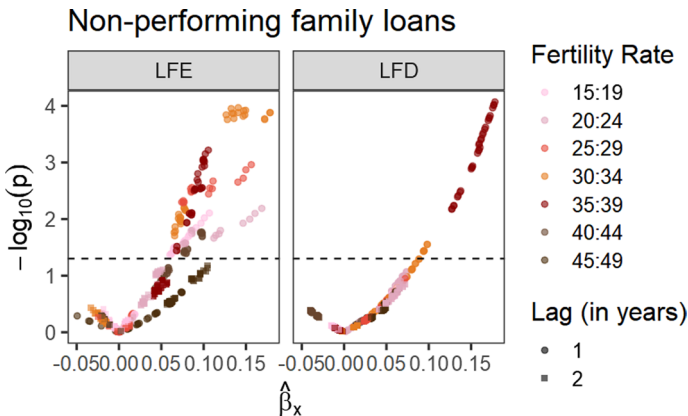 Non-performing family loans
LFE
LFD
− log10(p)
4
3
2
1
0
-0.05 0.00 0.05 0.10 0.15
-0.05 0.00 0.05 0.10 0.15
β̂x
Fertility Rate
15:19
20:24
25:29
30:34
35:39
40:44
45:49
Lag (in years)
1
2